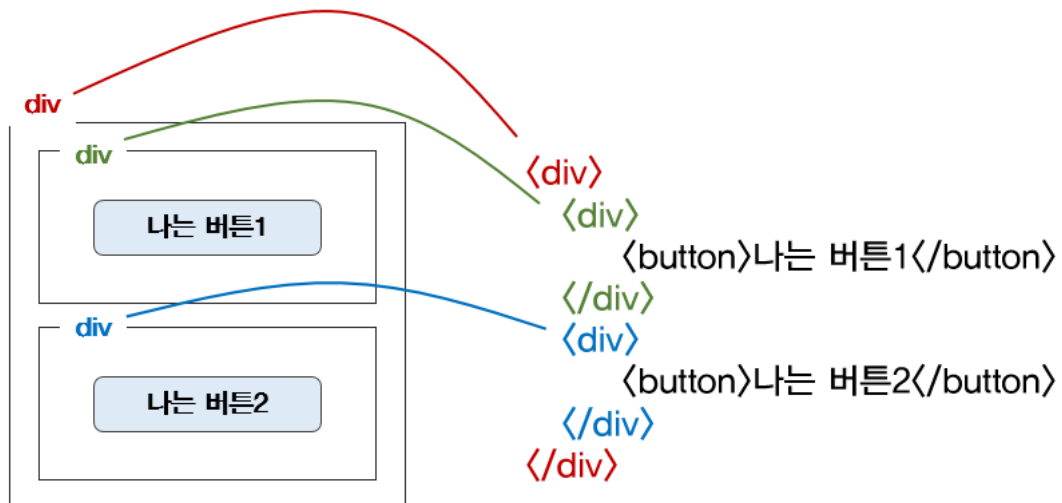 div
div
나는 버튼1
div
나는 버튼2
<div>
<div>
<button>나는 버튼1</button>
</div>
<div>
<button>나는 버튼2</button>
</div>
</div>